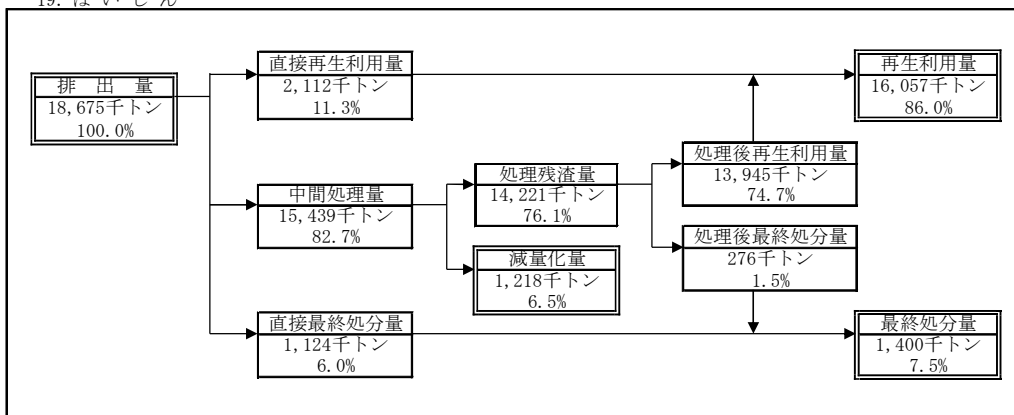 19. ばいじん
直接再生利用量
2,112千トン
11.3%
再生利用量
16,057千トン
86.0%
排 出 量
18,675千トン
100.0%
処理後再生利用量
13,945千トン
74.7%
処理残渣量
14,221千トン
76.1%
中間処理量
15,439千トン
82.7%
処理後最終処分量
276千トン
1.5%
減量化量
1,218千トン
6.5%
直接最終処分量
1,124千トン
6.0%
最終処分量
1,400千トン
7.5%